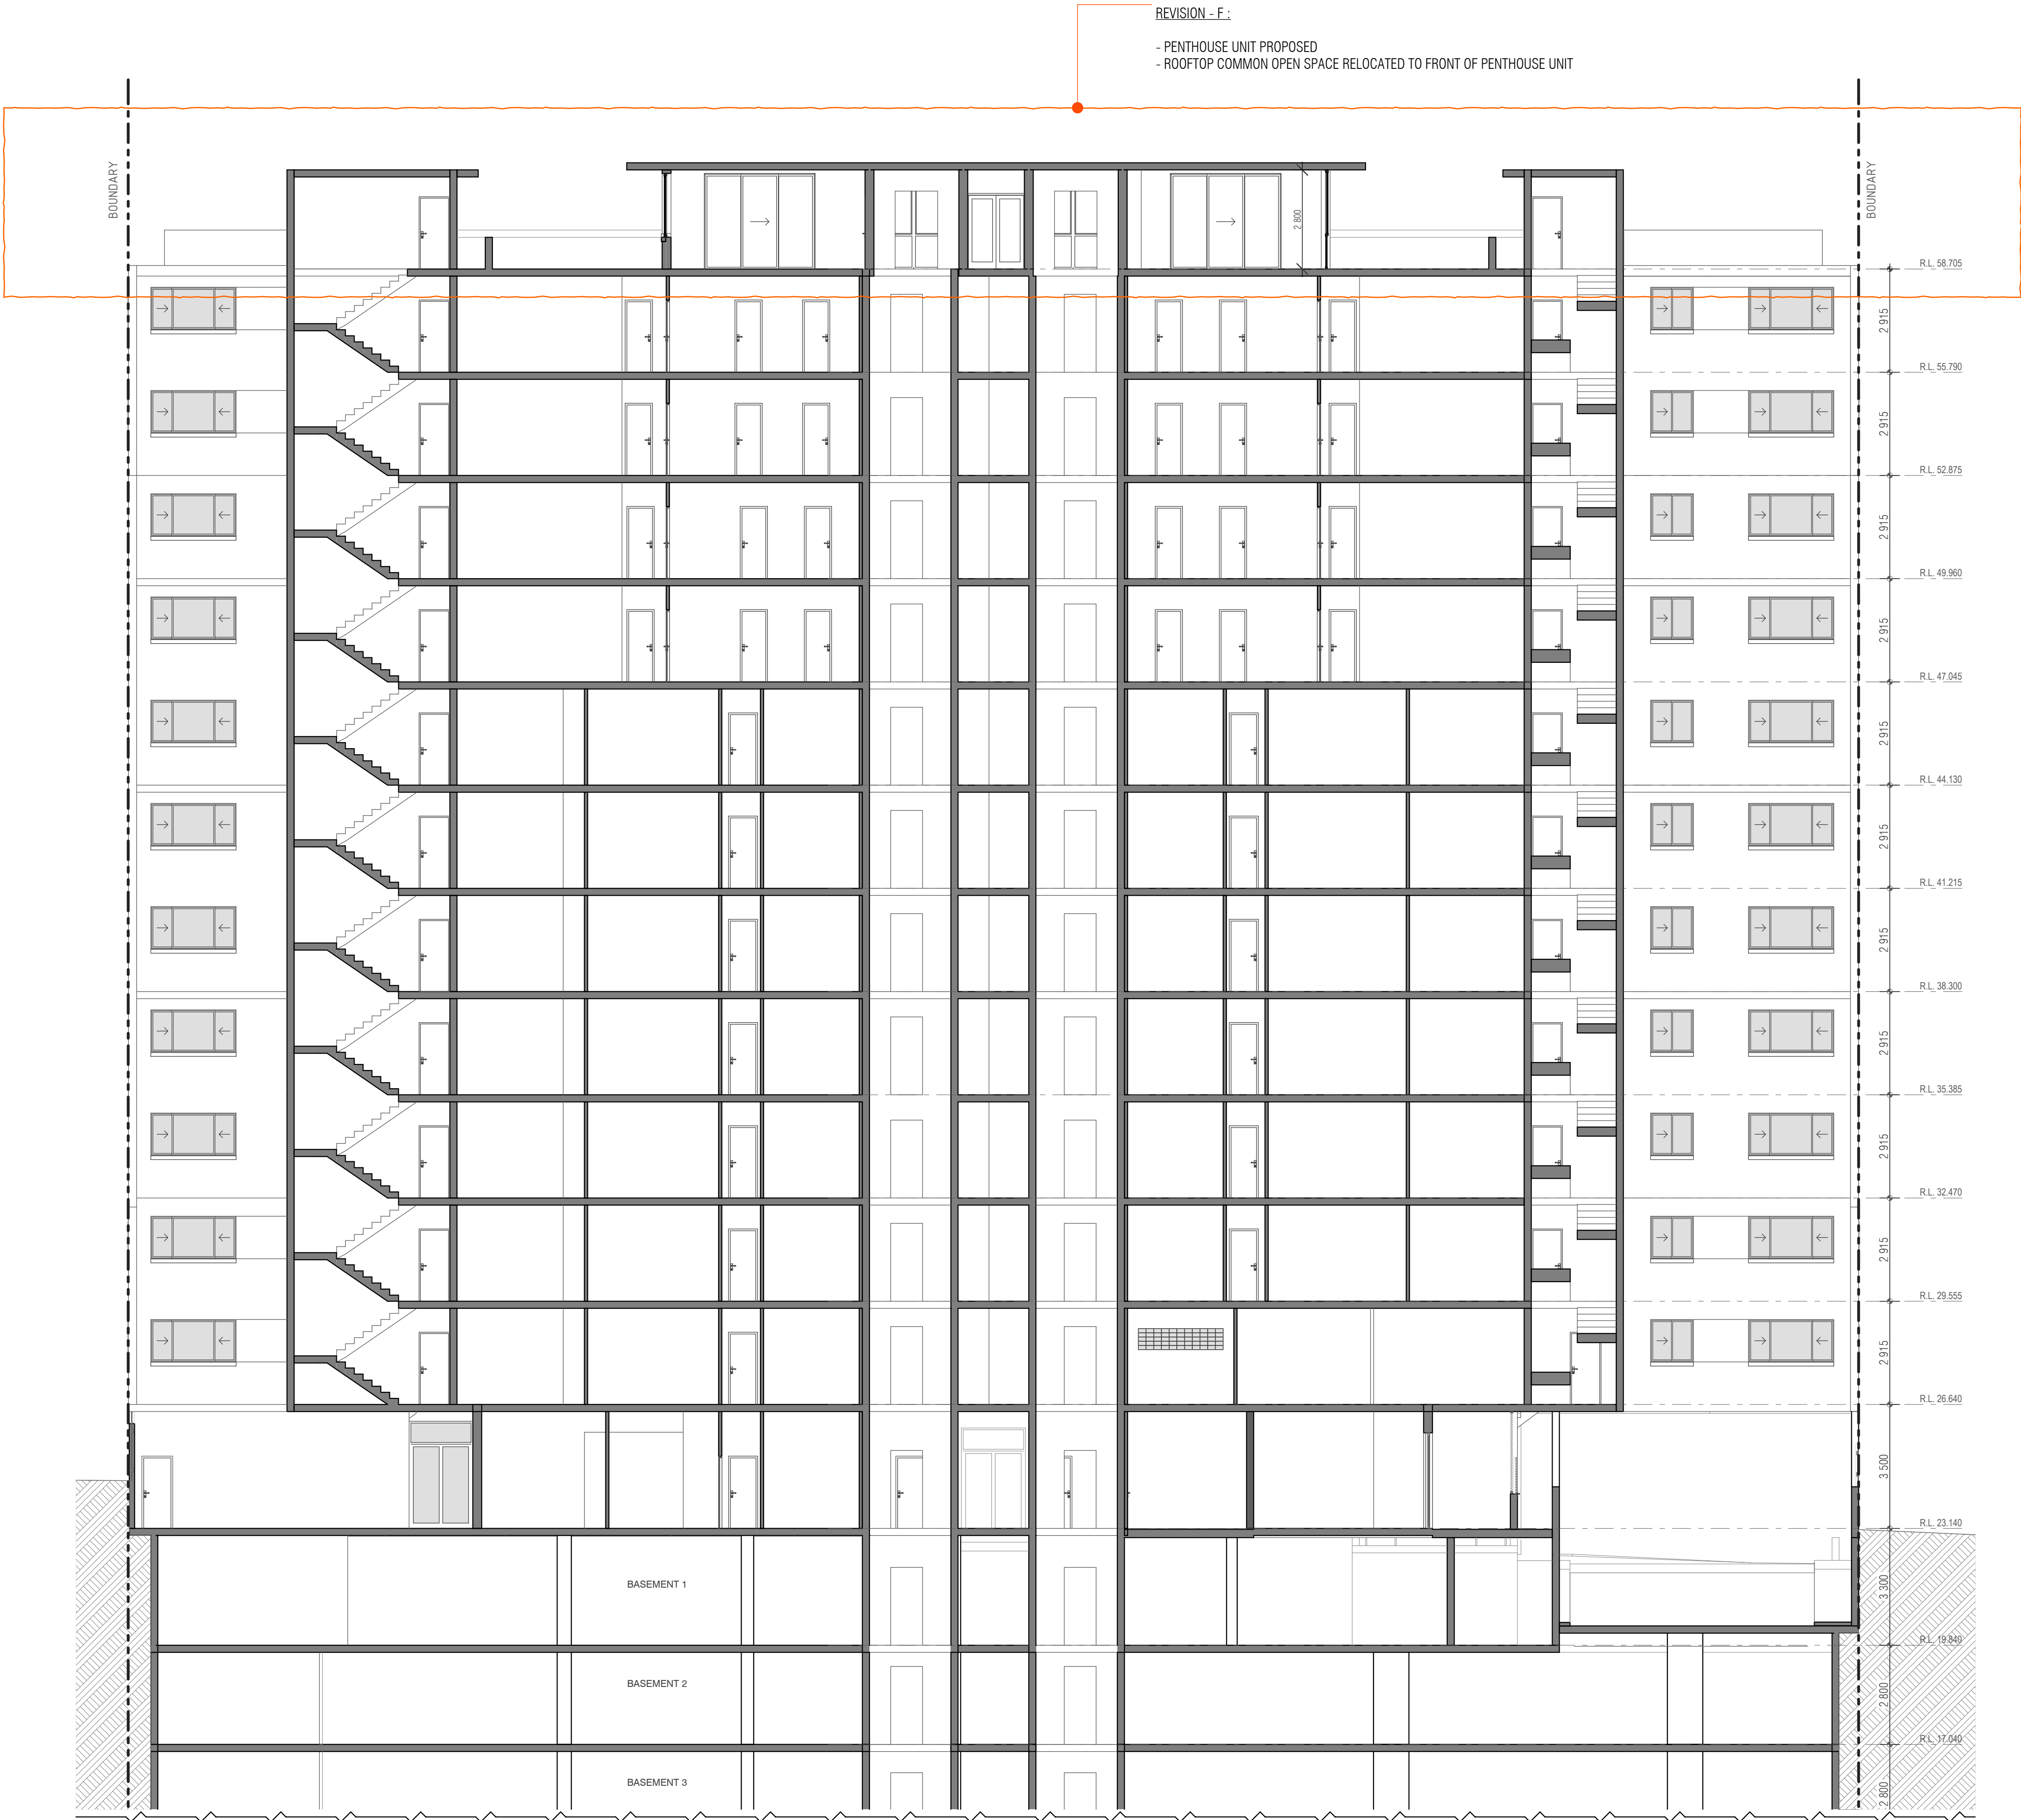 REVISION - F :
- PENTHOUSE UNIT PROPOSED
- ROOFTOP COMMON OPEN SPACE RELOCATED TO FRONT OF PENTHOUSE UNIT
BOUNDARY
BOUNDARY
2 800
R.L. 58.705
2 915
R.L. 55.790
2 915
R.L. 52.875
2 915
R.L. 49.960
2 915
R.L. 47.045
2 915
R.L. 44.130
2 915
R.L. 41.215
2 915
R.L. 38.300
2 915
R.L. 35.385
2 915
R.L. 32.470
2 915
R.L. 29.555
2 915
R.L. 26.640
3 500
R.L. 23.140
BASEMENT 1
3 300
R.L. 19.840
BASEMENT 2
2 800
R.L. 17.040
BASEMENT 3
2 800